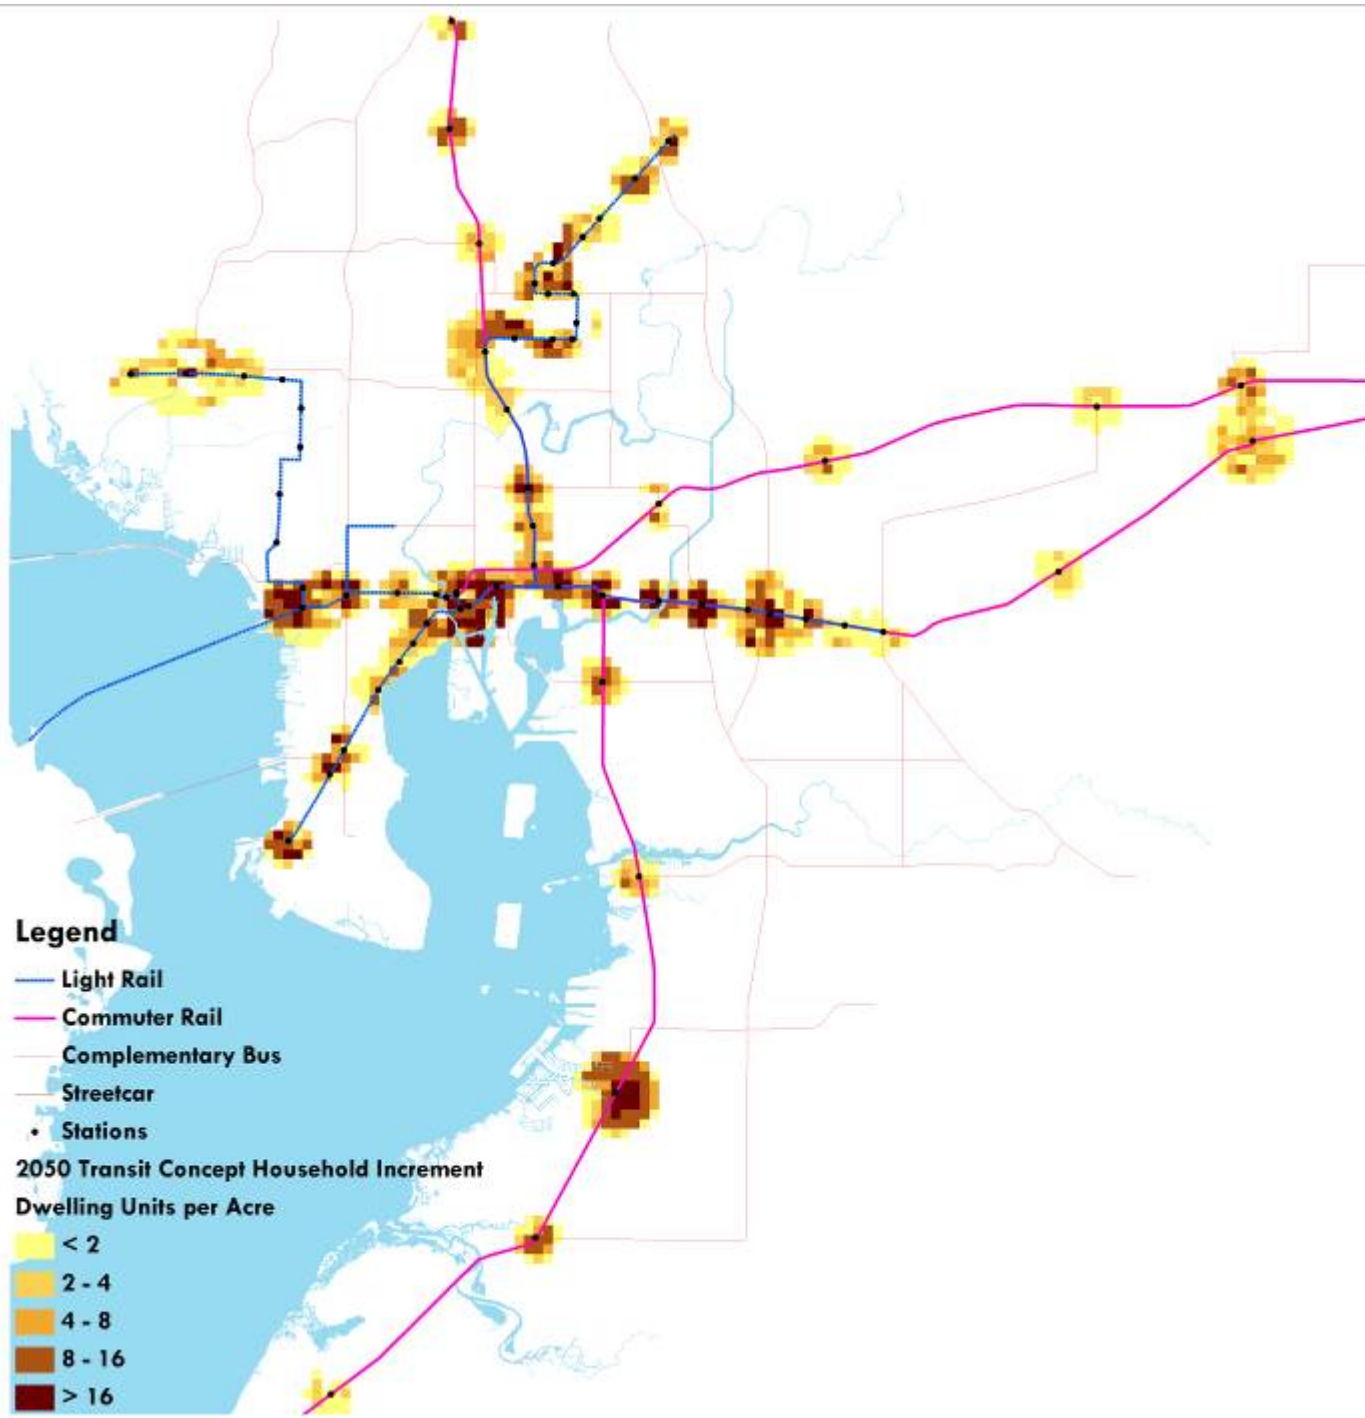 Legend
Light Rail
Commuter Rail
Complementary Bus
Streetcar
Stations
2050 Transit Concept Household Increment
Dwelling Units per Acre
< 2
2 - 4
4 - 8
8 - 16
> 16